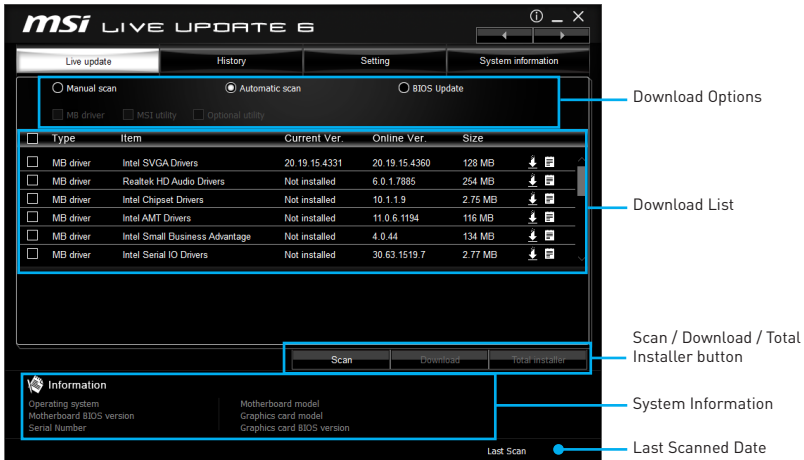 msi LIVE UPDATE 6
Live update History Setting System information
Manual scan Automatic scan BIOS Update
MB driver MSI utility Optional utility
Download Options
Type Item Current Ver. Online Ver. Size
MB driver Intel SVGA Drivers 20.19.15.4331 20.19.15.4360 128 MB
MB driver Realtek HD Audio Drivers Not installed 6.0.1.7885 254 MB
MB driver Intel Chipset Drivers Not installed 10.1.1.9 2.75 MB
Download List
MB driver Intel AMT Drivers Not installed 11.0.6.1194 116 MB
MB driver Intel Small Business Advantage Not installed 4.0.44 134 MB
MB driver Intel Serial IO Drivers Not installed 30.63.1519.7 2.77 MB
Scan Download Total installer
Scan / Download / Total
Installer button
Information
Operating system Motherboard model
Motherboard BIOS version Graphics card model
Serial Number Graphics card BIOS version
System Information
Last Scan
Last Scanned Date